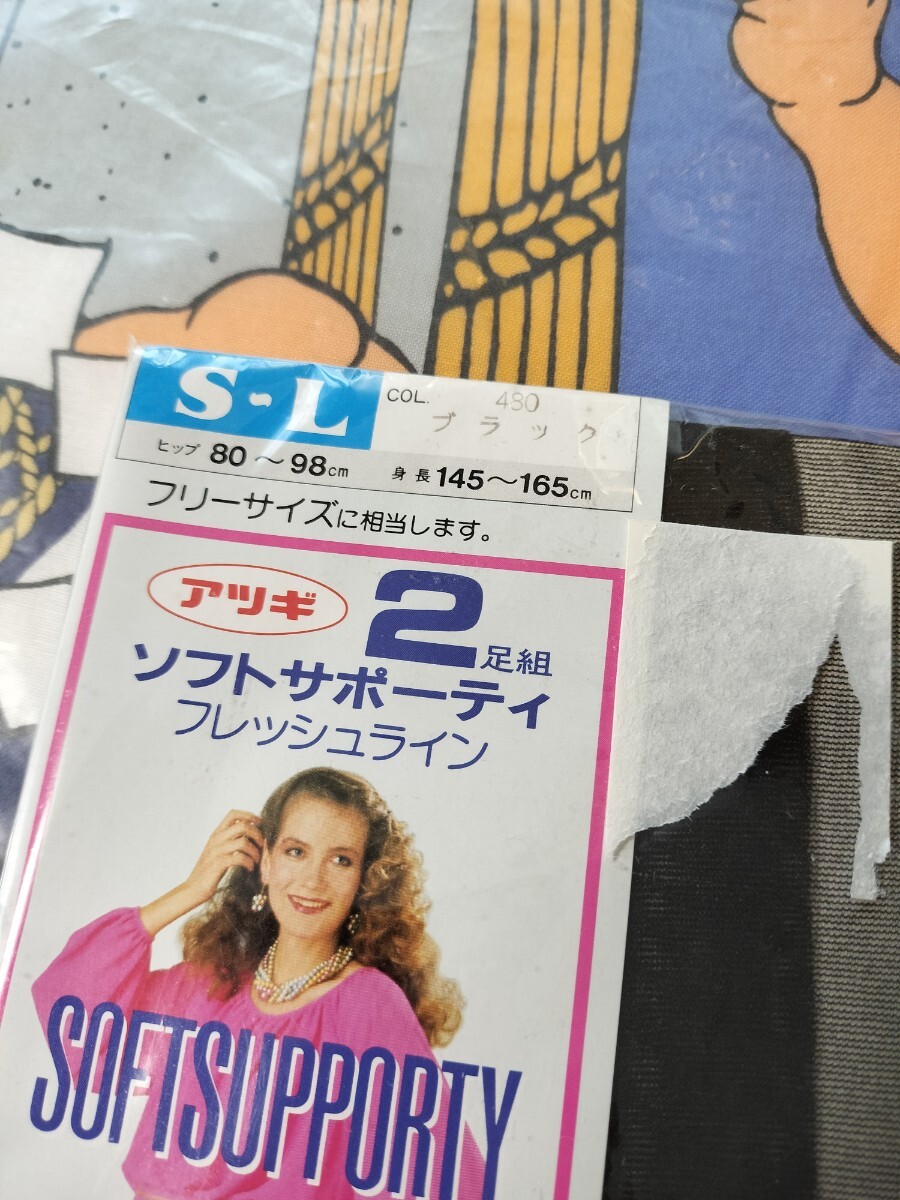 S~L
COL. 480
ブラック
ヒップ 80～98cm 身長 145～165cm
フリーサイズに相当します。
アツギ
2足組
ソフトサポーティ
フレッシュライン
SOFTSUPPORTY